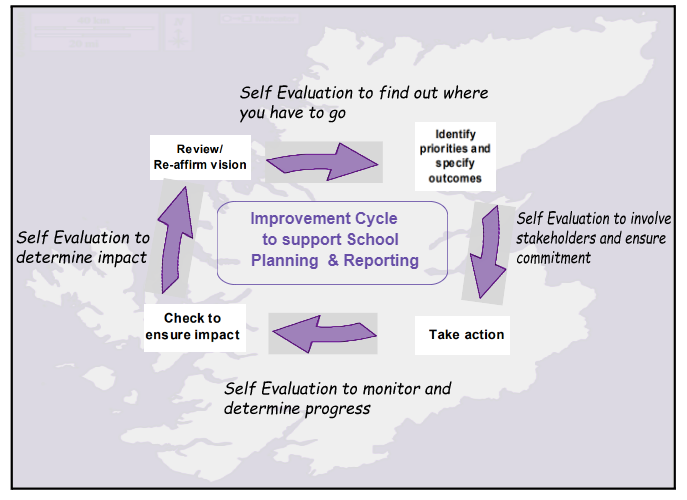 Self Evaluation to find out where
you have to go
Review/
Re-affirm vision
Identify
priorities and
specify
outcomes
Improvement Cycle
to support School
Planning & Reporting
Self Evaluation to involve
stakeholders and ensure
commitment
Self Evaluation to
determine impact
Check to
ensure impact
Take action
Self Evaluation to monitor and
determine progress